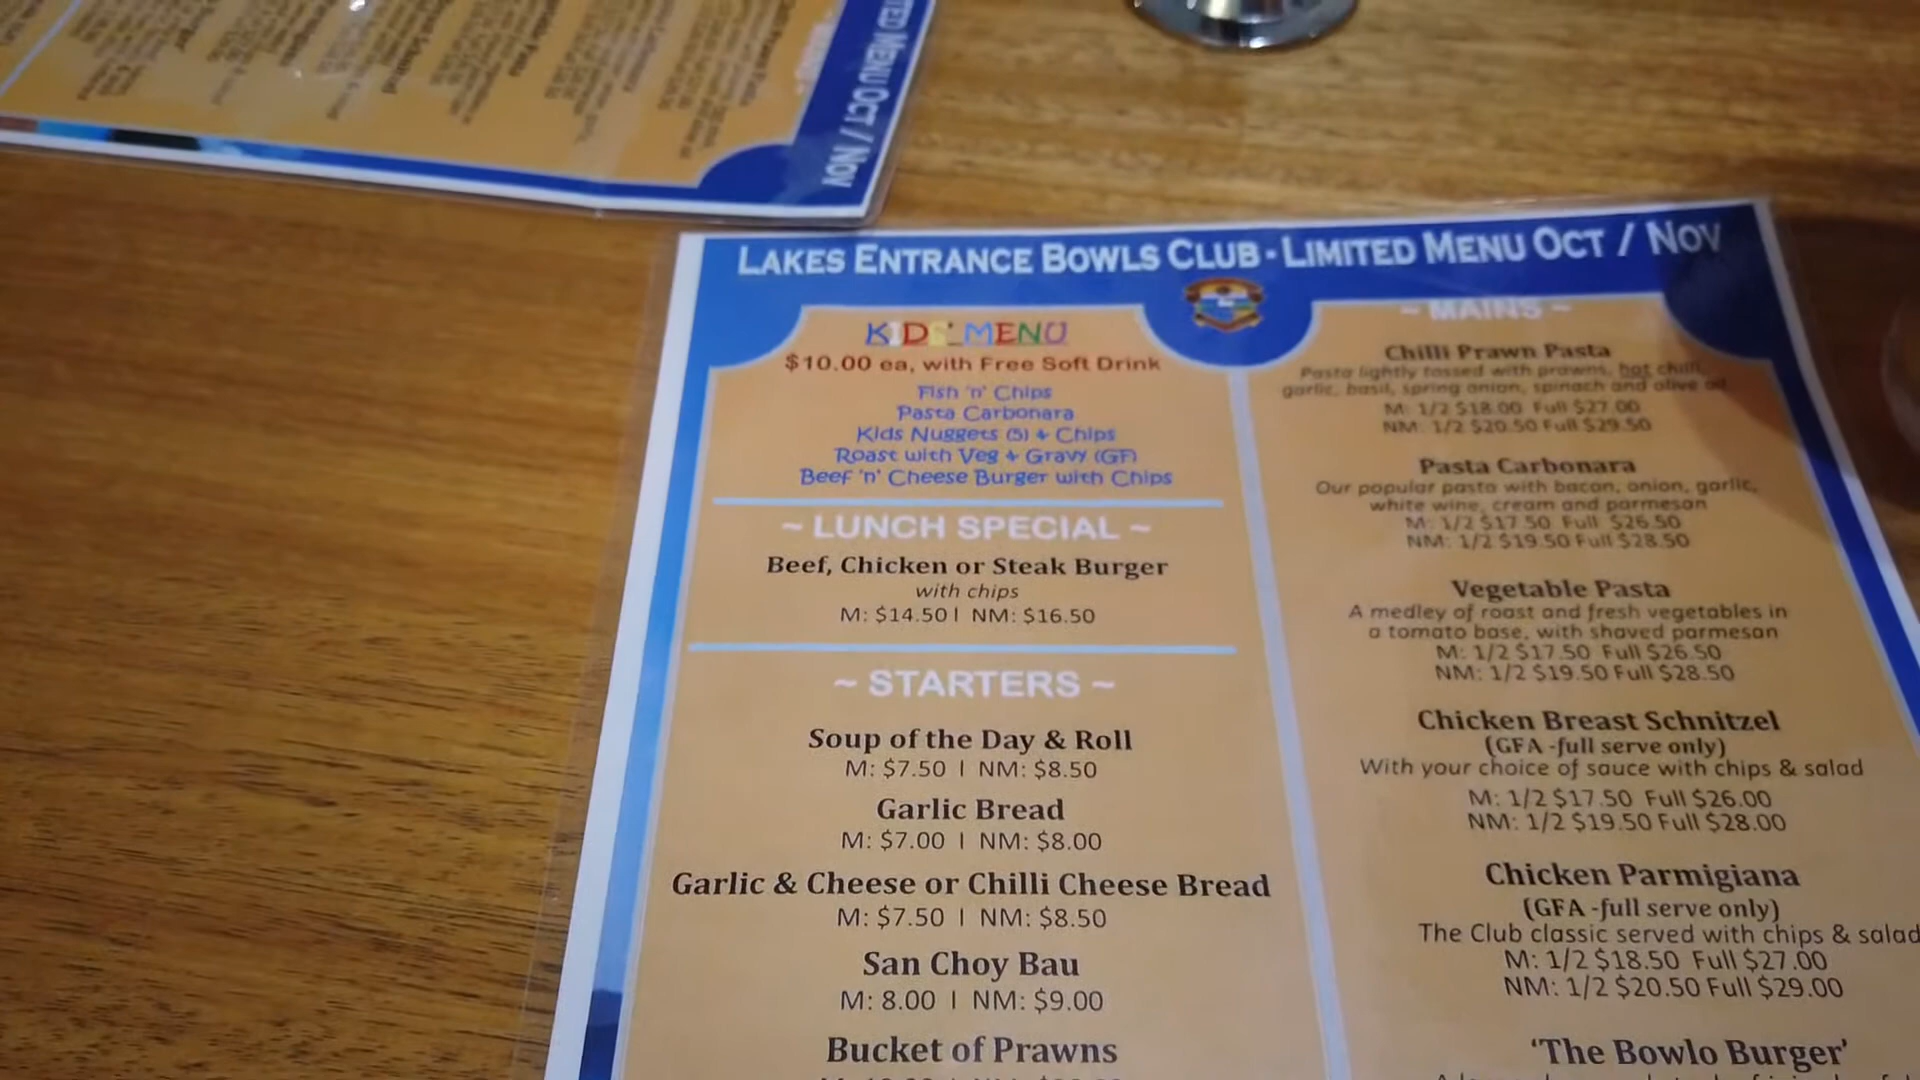 TED MENU OCT / NOV
LAKES ENTRANCE BOWLS CLUB - LIMITED MENU OCT / NOV
KIDS' MENU
$10.00 ea, with Free Soft Drink
Fish 'n' Chips
Pasta Carbonara
Kids Nuggets (5) + Chips
Roast with Veg + Gravy (GF)
Beef 'n' Cheese Burger with Chips
~ LUNCH SPECIAL ~
Beef, Chicken or Steak Burger
with chips
M: $14.50 | NM: $16.50
~ STARTERS ~
Soup of the Day & Roll
M: $7.50 | NM: $8.50
Garlic Bread
M: $7.00 | NM: $8.00
Garlic & Cheese or Chilli Cheese Bread
M: $7.50 | NM: $8.50
San Choy Bau
M: 8.00 | NM: $9.00
Bucket of Prawns
~ MAINS ~
Chilli Prawn Pasta
Pasta lightly tossed with prawns, hot chilli,
garlic, basil, spring onion, spinach and olive oil
M: 1/2 $18.00 Full $27.00
NM: 1/2 $20.50 Full $29.50
Pasta Carbonara
Our popular pasta with bacon, onion, garlic,
white wine, cream and parmesan
M: 1/2 $17.50 Full $26.50
NM: 1/2 $19.50 Full $28.50
Vegetable Pasta
A medley of roast and fresh vegetables in
a tomato base, with shaved parmesan
M: 1/2 $17.50 Full $26.50
NM: 1/2 $19.50 Full $28.50
Chicken Breast Schnitzel
(GFA -full serve only)
With your choice of sauce with chips & salad
M: 1/2 $17.50 Full $26.00
NM: 1/2 $19.50 Full $28.00
Chicken Parmigiana
(GFA -full serve only)
The Club classic served with chips & salad
M: 1/2 $18.50 Full $27.00
NM: 1/2 $20.50 Full $29.00
'The Bowlo Burger'